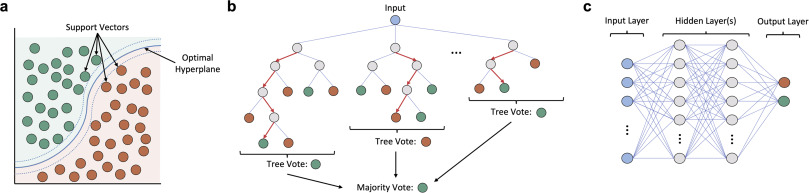 a
Support Vectors
Optimal
Hyperplane
b
Input
...
Tree Vote:
Tree Vote:
Tree Vote:
Majority Vote:
c
Input Layer
Hidden Layer(s)
Output Layer